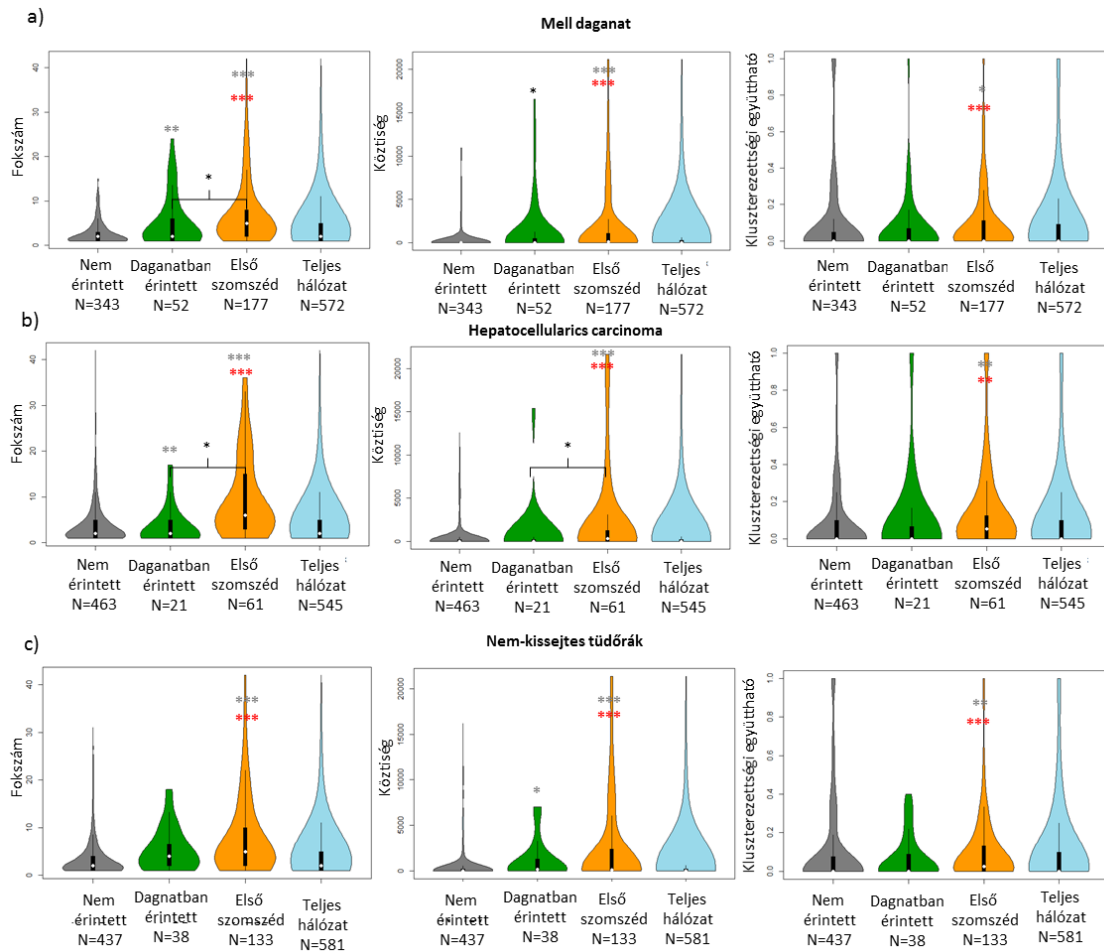 a)
Mell daganat
Fokszám
0 10 20 30 40
***
***
**
*
Nem érintett N=343
Daganatban érintett N=52
Első szomszéd N=177
Teljes hálózat N=572
Köztiség
0 5000 10000 15000 20000
***
***
*
Nem érintett N=343
Daganatban érintett N=52
Első szomszéd N=177
Teljes hálózat N=572
Kluszterezettségi együttható
0.0 0.2 0.4 0.6 0.8 1.0
*
***
Nem érintett N=343
Daganatban érintett N=52
Első szomszéd N=177
Teljes hálózat N=572
b)
Hepatocellularics carcinoma
Fokszám
0 10 20 30 40
***
***
**
*
Nem érintett N=463
Daganatban érintett N=21
Első szomszéd N=61
Teljes hálózat N=545
Köztiség
0 5000 10000 15000 20000
***
***
*
Nem érintett N=463
Daganatban érintett N=21
Első szomszéd N=61
Teljes hálózat N=545
Kluszterezettségi együttható
0.0 0.2 0.4 0.6 0.8 1.0
**
**
Nem érintett N=463
Daganatban érintett N=21
Első szomszéd N=61
Teljes hálózat N=545
c)
Nem-kissejtes tüdőrák
Fokszám
0 10 20 30 40
***
***
Nem érintett N=437
Dagnatban érintett N=38
Első szomszéd N=133
Teljes hálózat N=581
Köztiség
0 5000 10000 15000 20000
***
***
*
Nem érintett N=437
Daganatban érintett N=38
Első szomszéd N=133
Teljes hálózat N=581
Kluszterezettségi együttható
0.0 0.2 0.4 0.6 0.8 1.0
**
***
Nem érintett N=437
Daganatban érintett N=38
Első szomszéd N=133
Teljes hálózat N=581